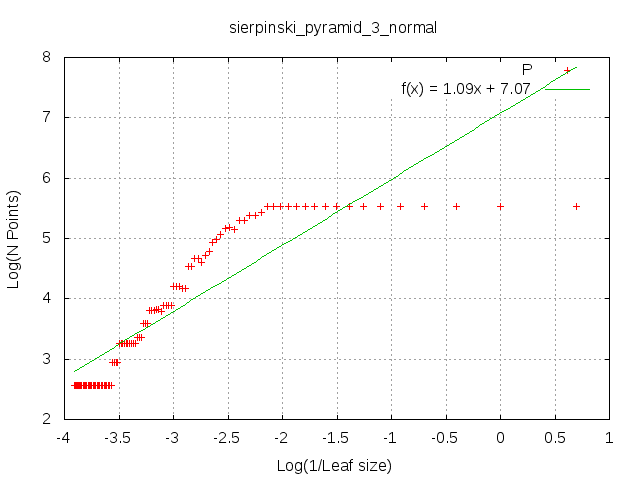 sierpinski_pyramid_3_normal
P
f(x) = 1.09x + 7.07
8
7
6
5
4
3
2
Log(N Points)
-4 -3.5 -3 -2.5 -2 -1.5 -1 -0.5 0 0.5 1
Log(1/Leaf size)